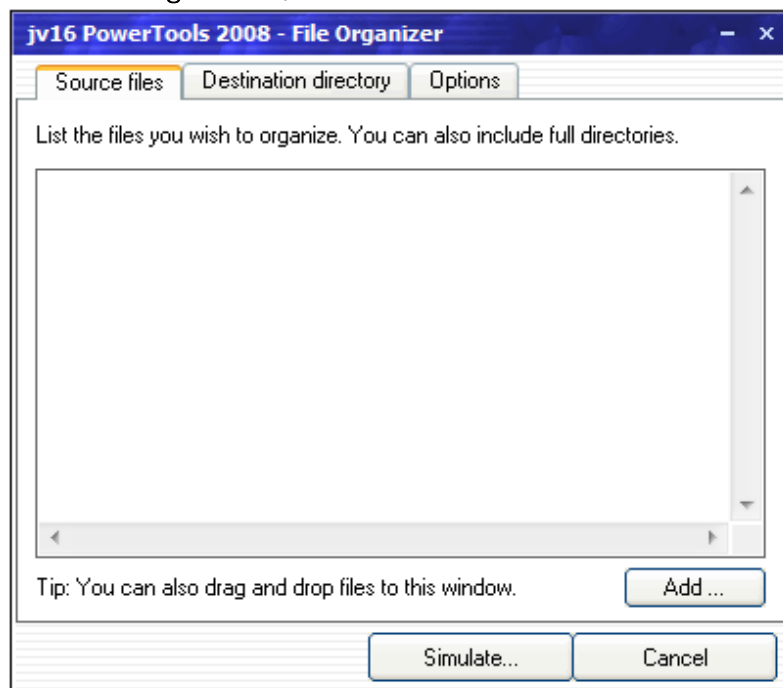 jv16 PowerTools 2008 - File Organizer
Source files Destination directory Options
List the files you wish to organize. You can also include full directories.
Tip: You can also drag and drop files to this window. Add ...
Simulate... Cancel